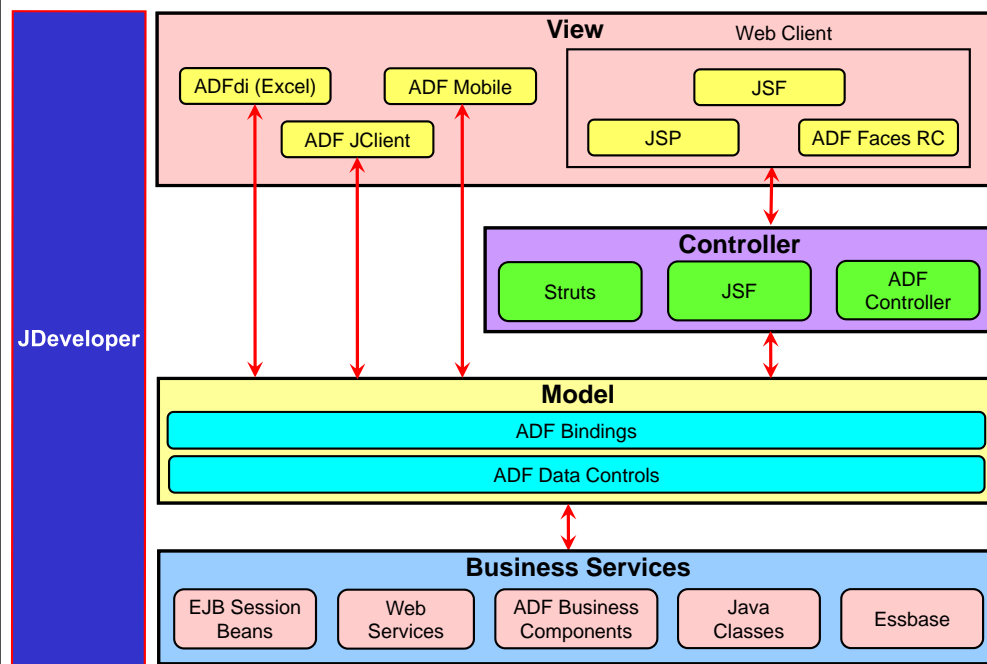 View
Web Client
ADFdi (Excel)
ADF Mobile
JSF
ADF JClient
JSP
ADF Faces RC
Controller
Struts
JSF
ADF
Controller
JDeveloper
Model
ADF Bindings
ADF Data Controls
Business Services
EJB Session
Beans
Web
Services
ADF Business
Components
Java
Classes
Essbase